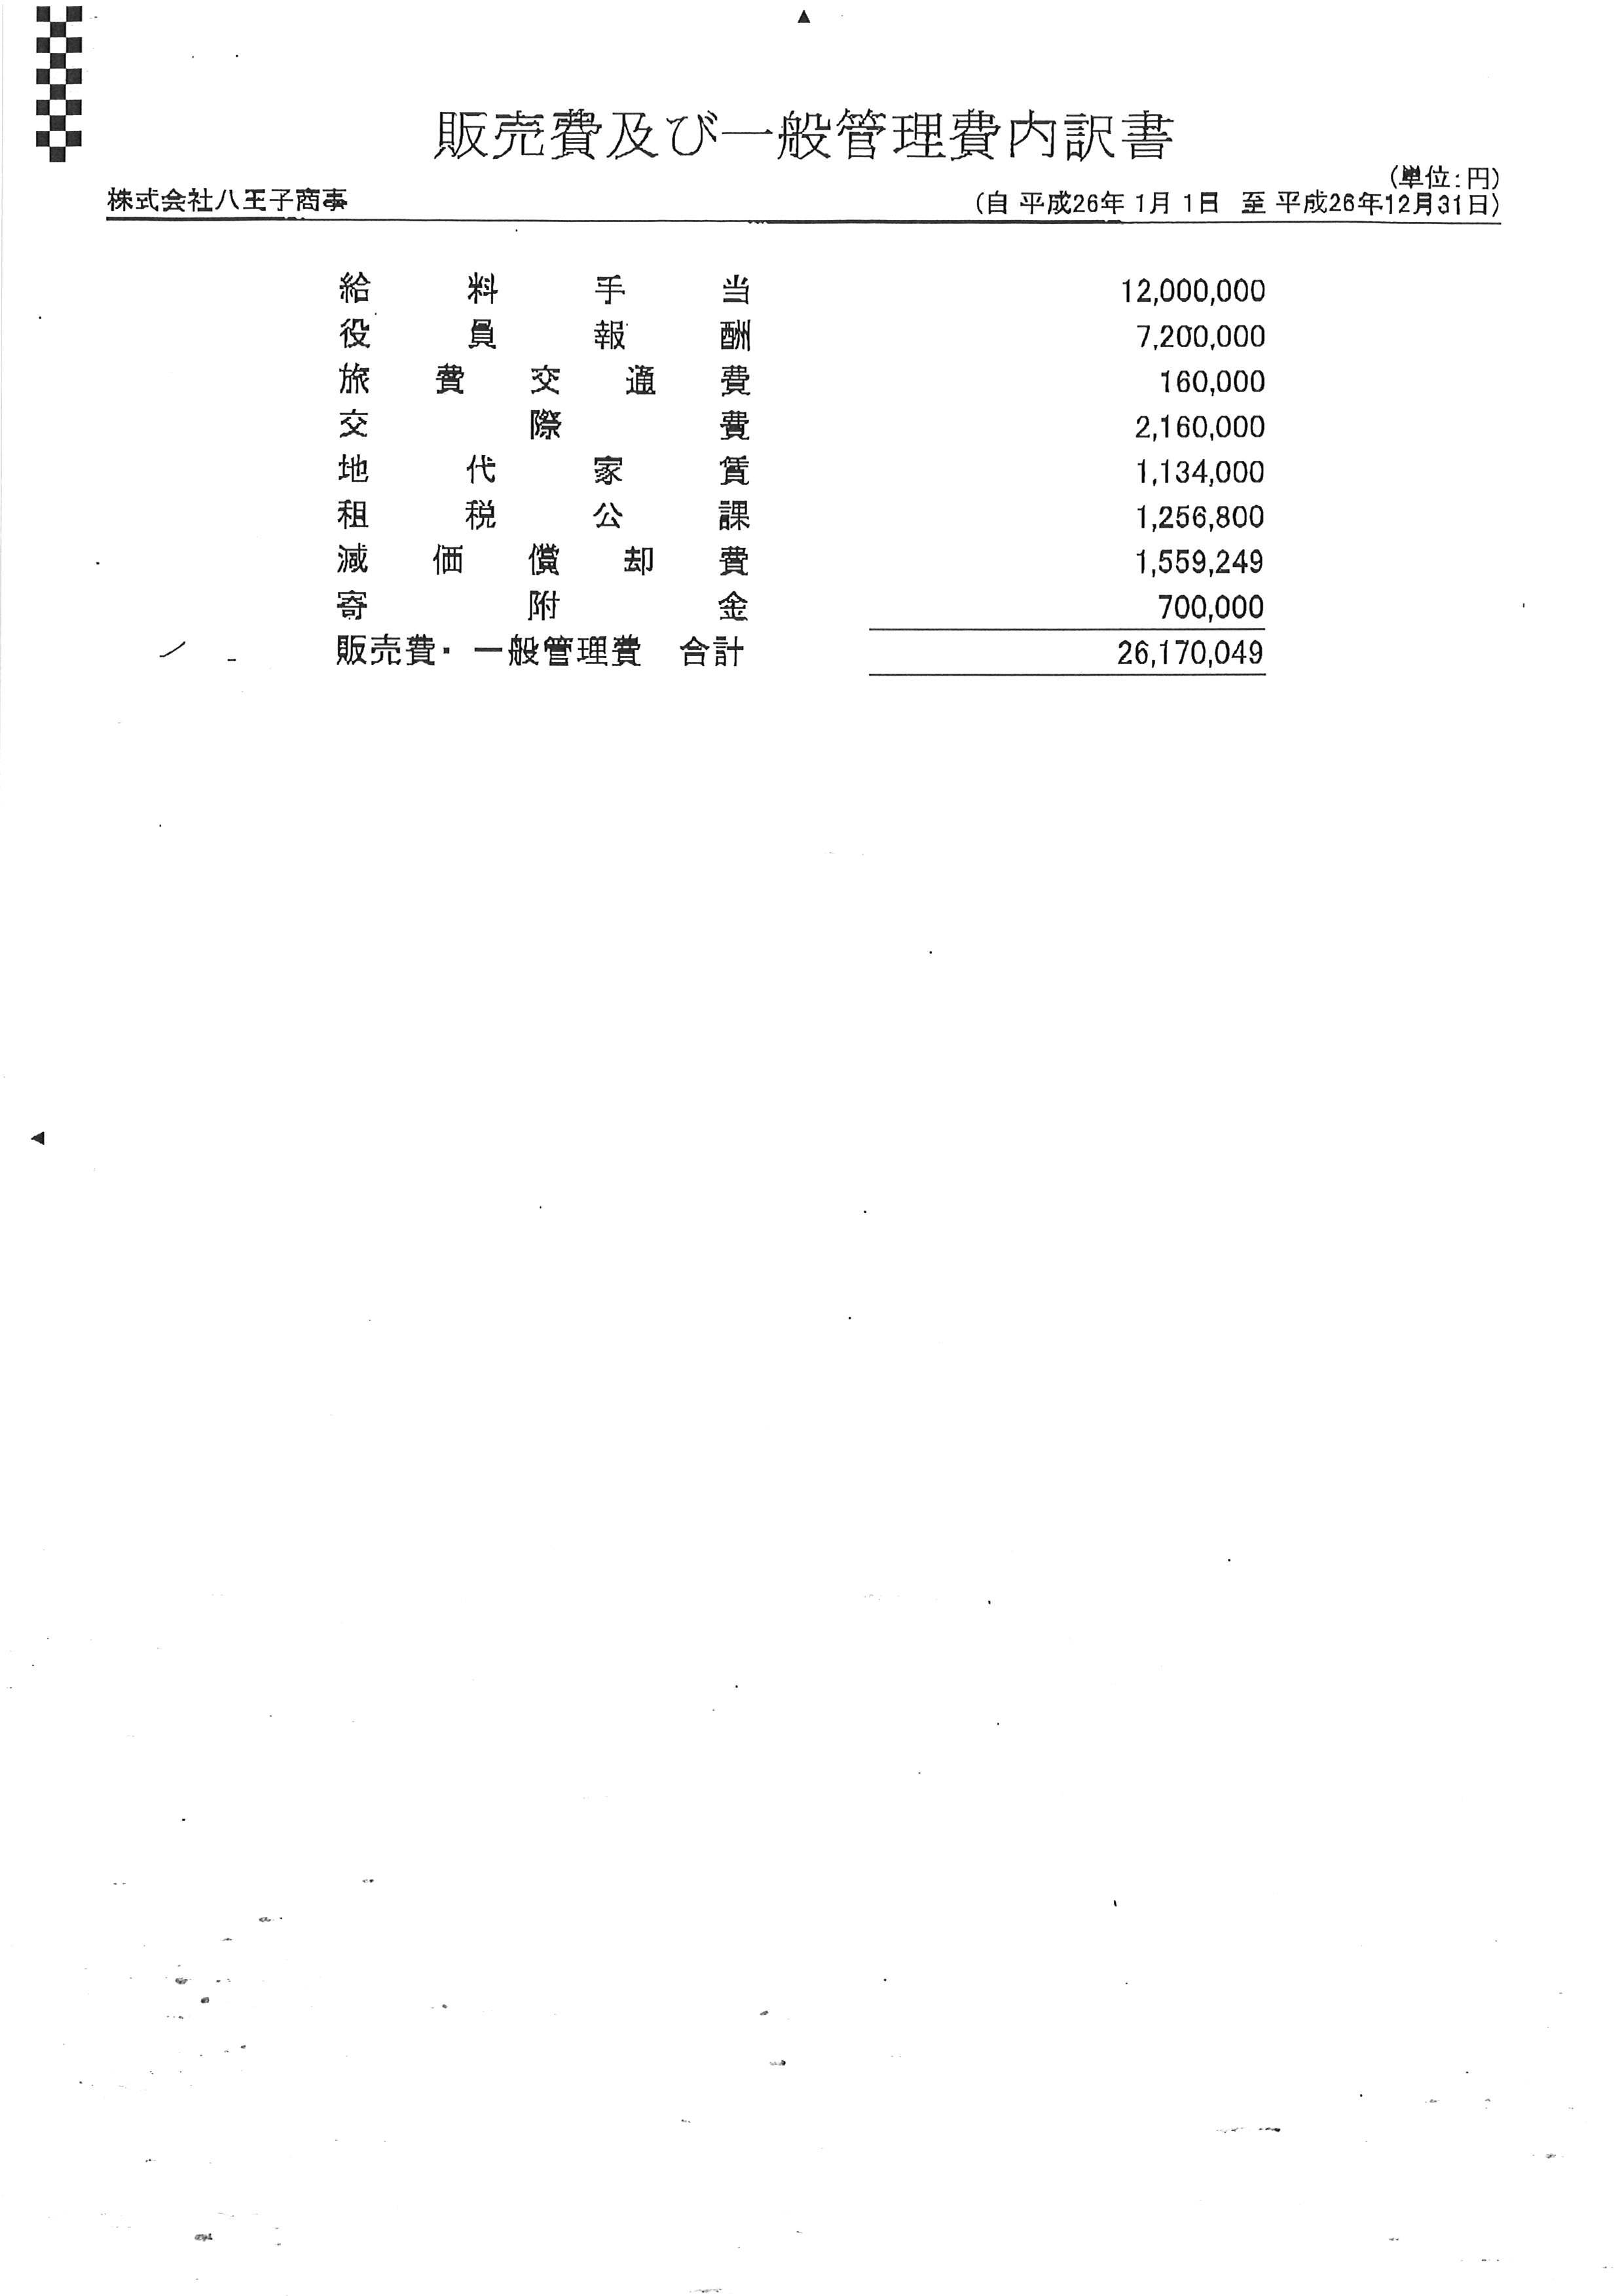 販売費及び一般管理費内訳書
(単位:円)
株式会社八王子商事 (自 平成26年 1月 1日 至 平成26年12月31日)
給料手当 12,000,000
役員報酬 7,200,000
旅費交通費 160,000
交際費 2,160,000
地代家賃 1,134,000
租税公課 1,256,800
減価償却費 1,559,249
寄附金 700,000
販売費・一般管理費 合計 26,170,049